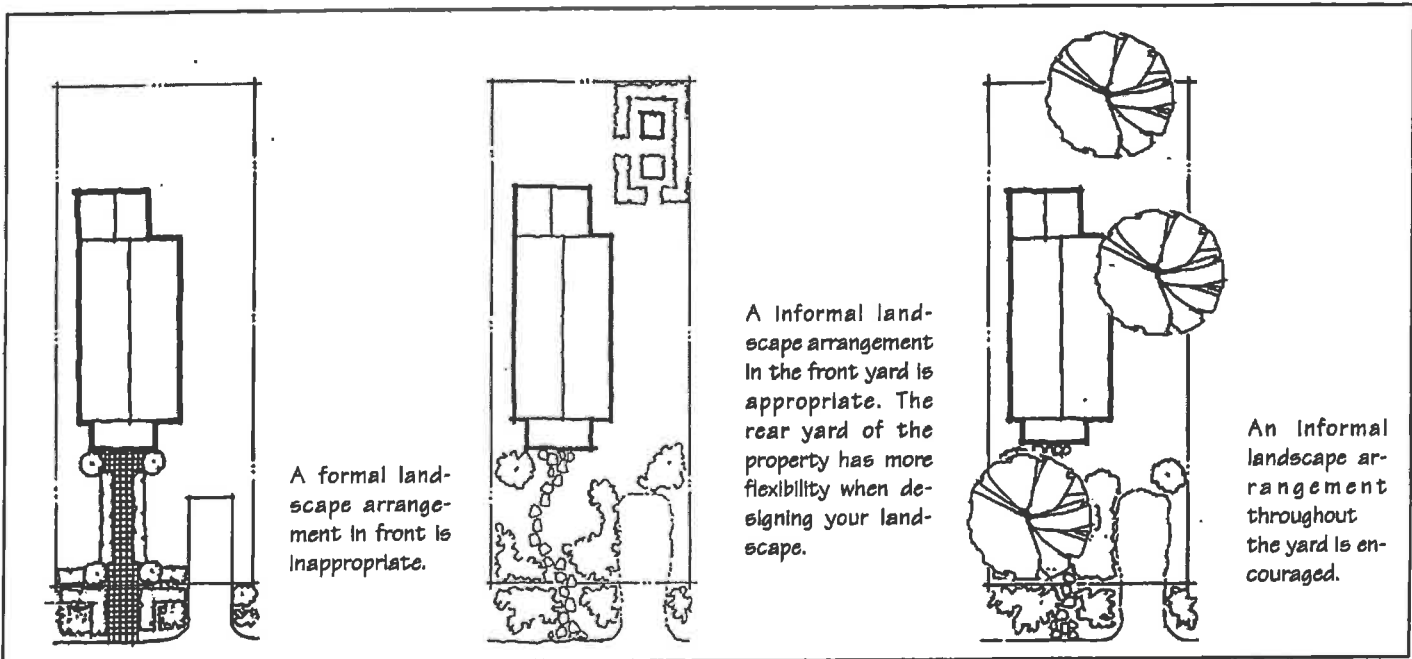 A formal land-
scape arrange-
ment in front is
inappropriate.
A informal land-
scape arrangement
in the front yard is
appropriate. The
rear yard of the
property has more
flexibility when de-
signing your land-
scape.
An informal
landscape ar-
rangement
throughout
the yard is en-
couraged.